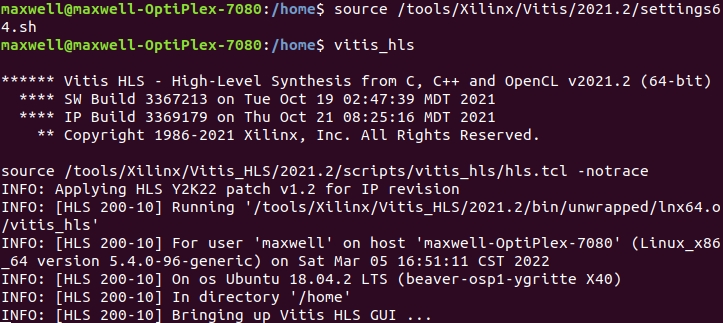 maxwell@maxwell-OptiPlex-7080:/home$ source /tools/Xilinx/Vitis/2021.2/settings6
4.sh
maxwell@maxwell-OptiPlex-7080:/home$ vitis_hls
****** Vitis HLS - High-Level Synthesis from C, C++ and OpenCL v2021.2 (64-bit)
**** SW Build 3367213 on Tue Oct 19 02:47:39 MDT 2021
**** IP Build 3369179 on Thu Oct 21 08:25:16 MDT 2021
** Copyright 1986-2021 Xilinx, Inc. All Rights Reserved.
source /tools/Xilinx/Vitis_HLS/2021.2/scripts/vitis_hls/hls.tcl -notrace
INFO: Applying HLS Y2K22 patch v1.2 for IP revision
INFO: [HLS 200-10] Running '/tools/Xilinx/Vitis_HLS/2021.2/bin/unwrapped/lnx64.o
/vitis_hls'
INFO: [HLS 200-10] For user 'maxwell' on host 'maxwell-OptiPlex-7080' (Linux_x86
_64 version 5.4.0-96-generic) on Sat Mar 05 16:51:11 CST 2022
INFO: [HLS 200-10] On os Ubuntu 18.04.2 LTS (beaver-osp1-ygritte X40)
INFO: [HLS 200-10] In directory '/home'
INFO: [HLS 200-10] Bringing up Vitis HLS GUI ...